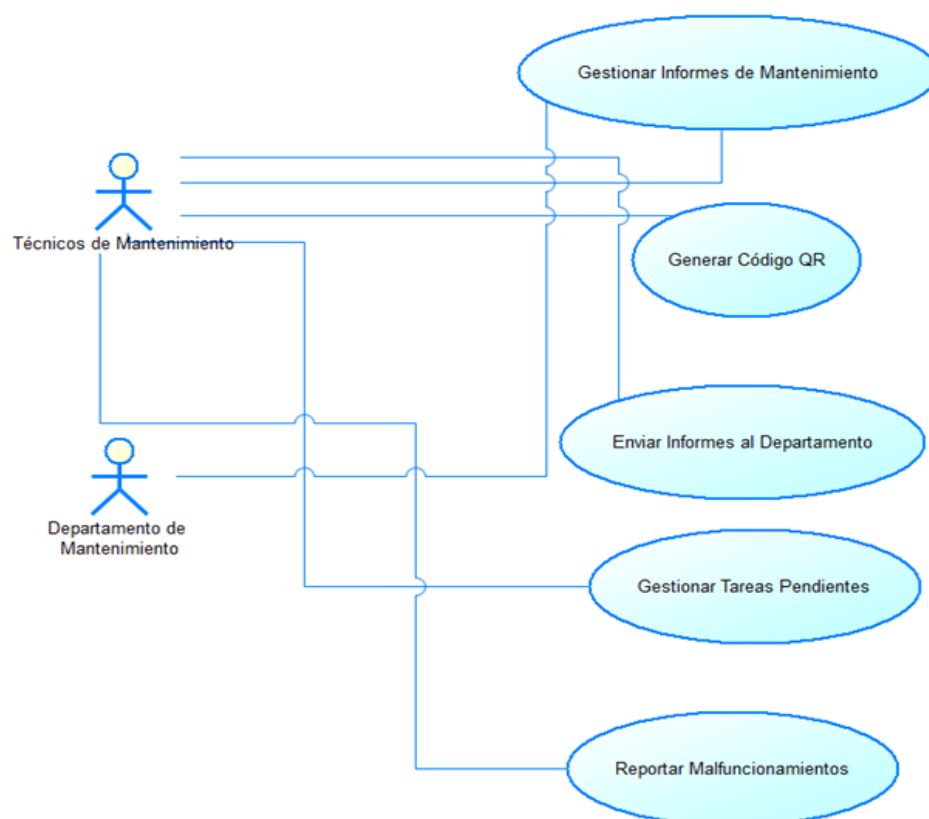 Gestionar Informes de Mantenimiento
Técnicos de Mantenimiento
Generar Código QR
Enviar Informes al Departamento
Departamento de
Mantenimiento
Gestionar Tareas Pendientes
Reportar Malfuncionamientos